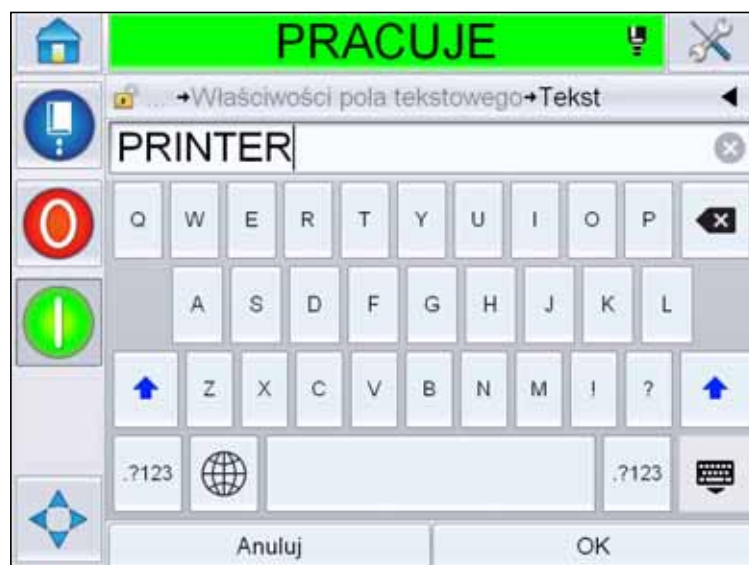 PRACUJE
... →Właściwości pola tekstowego→Tekst
PRINTER
Q W E R T Y U I O P
A S D F G H J K L
Z X C V B N M ! ?
.?123 .?123
Anuluj OK